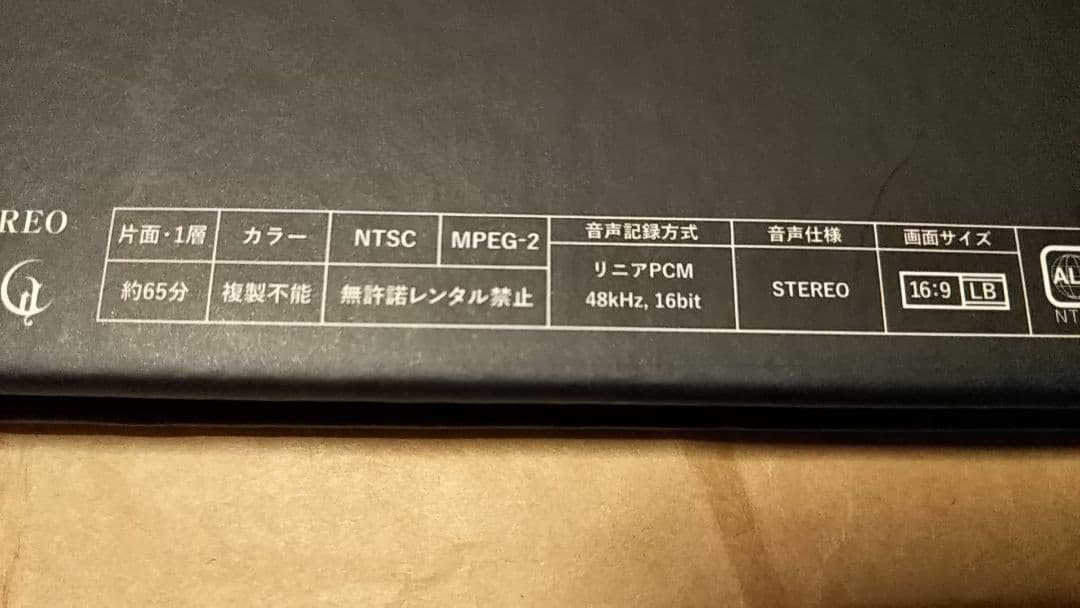 REO
片面・1層 カラー NTSC MPEG-2 音声記録方式 音声仕様 画面サイズ
約65分 複製不能 無許諾レンタル禁止 リニアPCM STEREO 16:9 LB
48kHz, 16bit
AL
NT